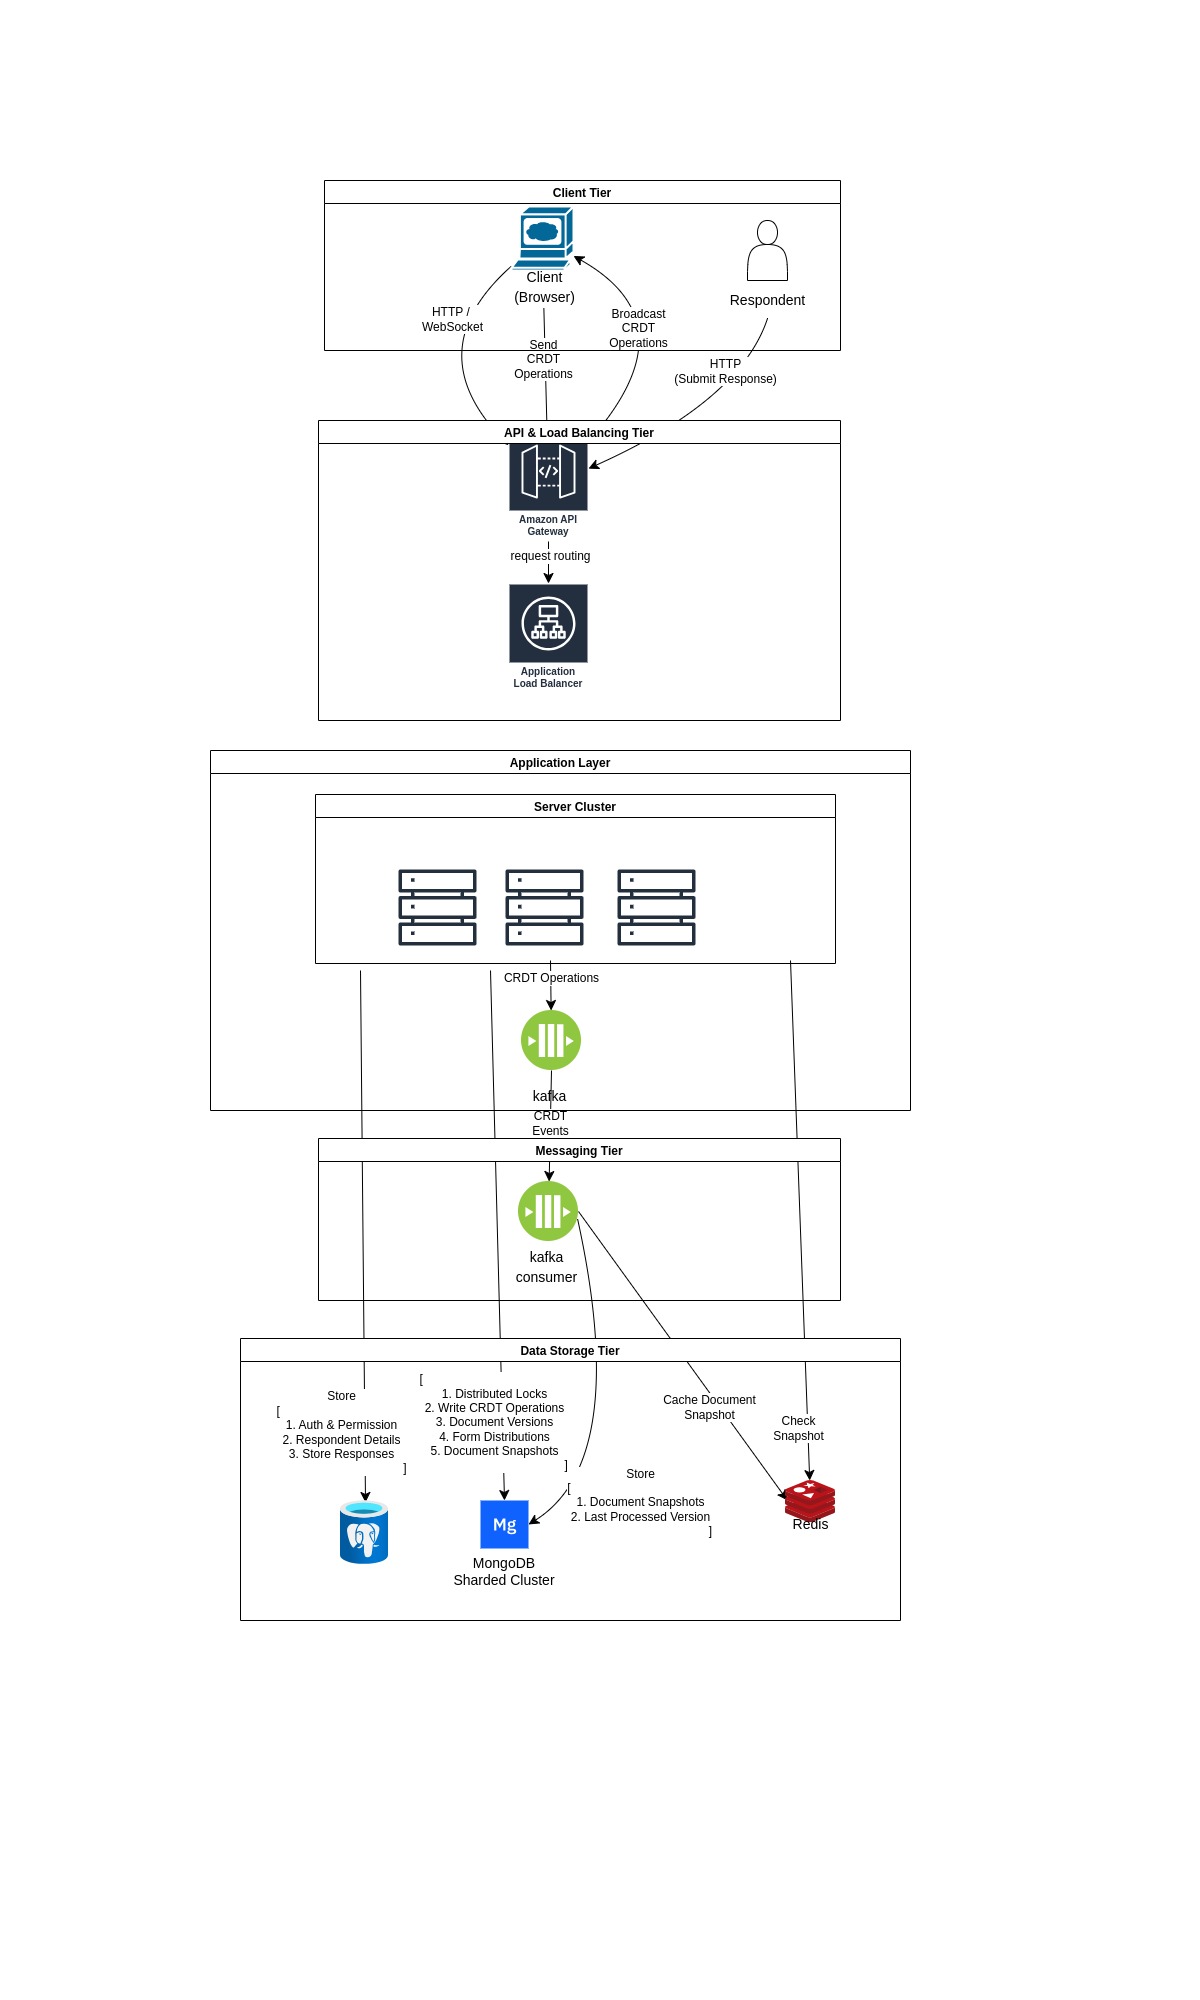 Client Tier
Client
(Browser)
Respondent
HTTP /
WebSocket
Send
CRDT
Operations
Broadcast
CRDT
Operations
HTTP
(Submit Response)
API & Load Balancing Tier
Amazon API
Gateway
request routing
Application
Load Balancer
Application Layer
Server Cluster
CRDT Operations
kafka
CRDT
Events
Messaging Tier
kafka
consumer
Data Storage Tier
Store
[
1. Auth & Permission
2. Respondent Details
3. Store Responses
]
[
1. Distributed Locks
2. Write CRDT Operations
3. Document Versions
4. Form Distributions
5. Document Snapshots
]
Store
[
1. Document Snapshots
2. Last Processed Version
]
Cache Document
Snapshot
Check
Snapshot
Mg
MongoDB
Sharded Cluster
Redis